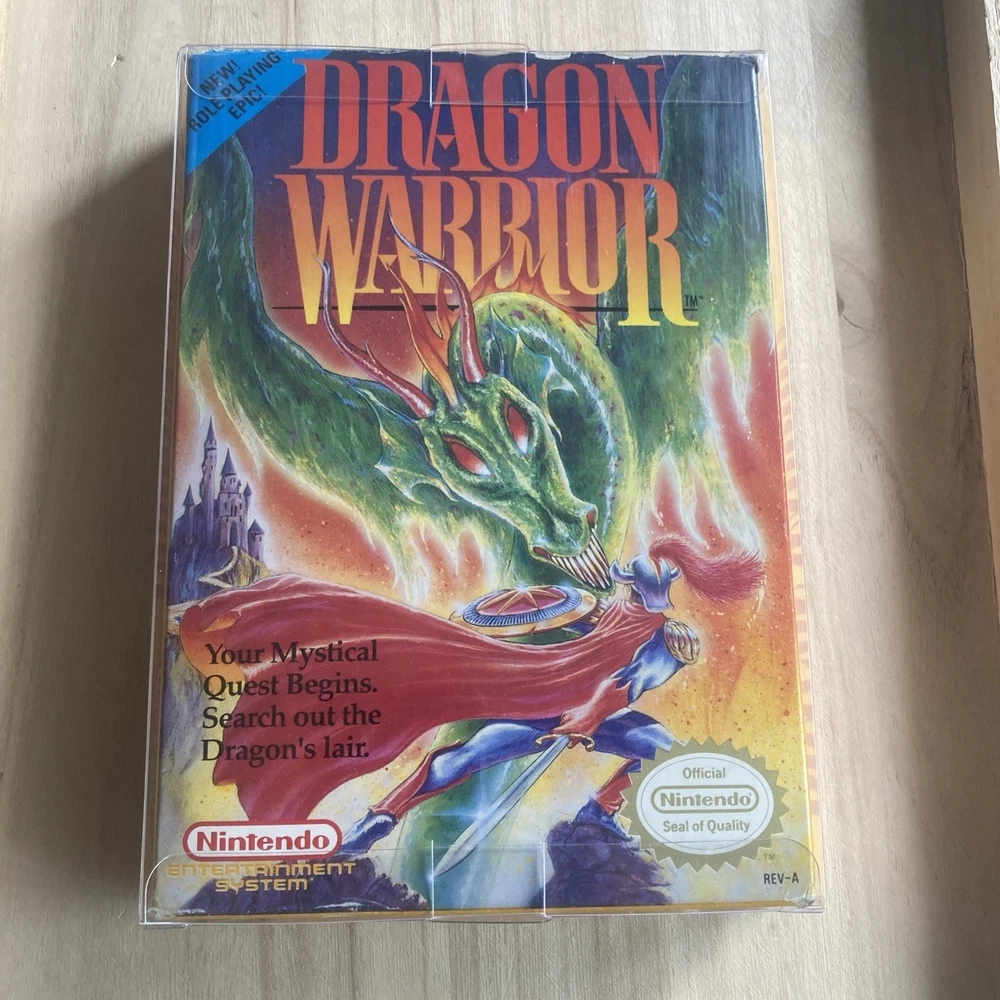 NEW!
ROLE PLAYING
EPIC!
DRAGON
WARRIOR
TM
Your Mystical
Quest Begins.
Search out the
Dragon's lair.
Official
Nintendo
Seal of Quality
Nintendo
ENTERTAINMENT
SYSTEM
TM
REV-A